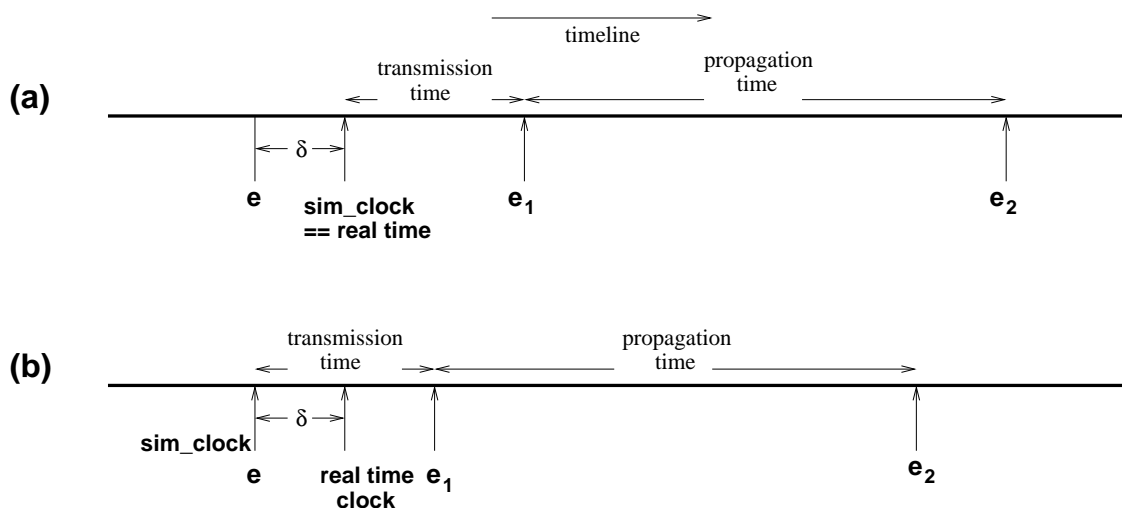 timeline
transmission
time
propagation
time
(a)
δ
e
sim_clock
== real time
e1
e2
transmission
time
propagation
time
(b)
δ
sim_clock
e
real time
clock
e1
e2